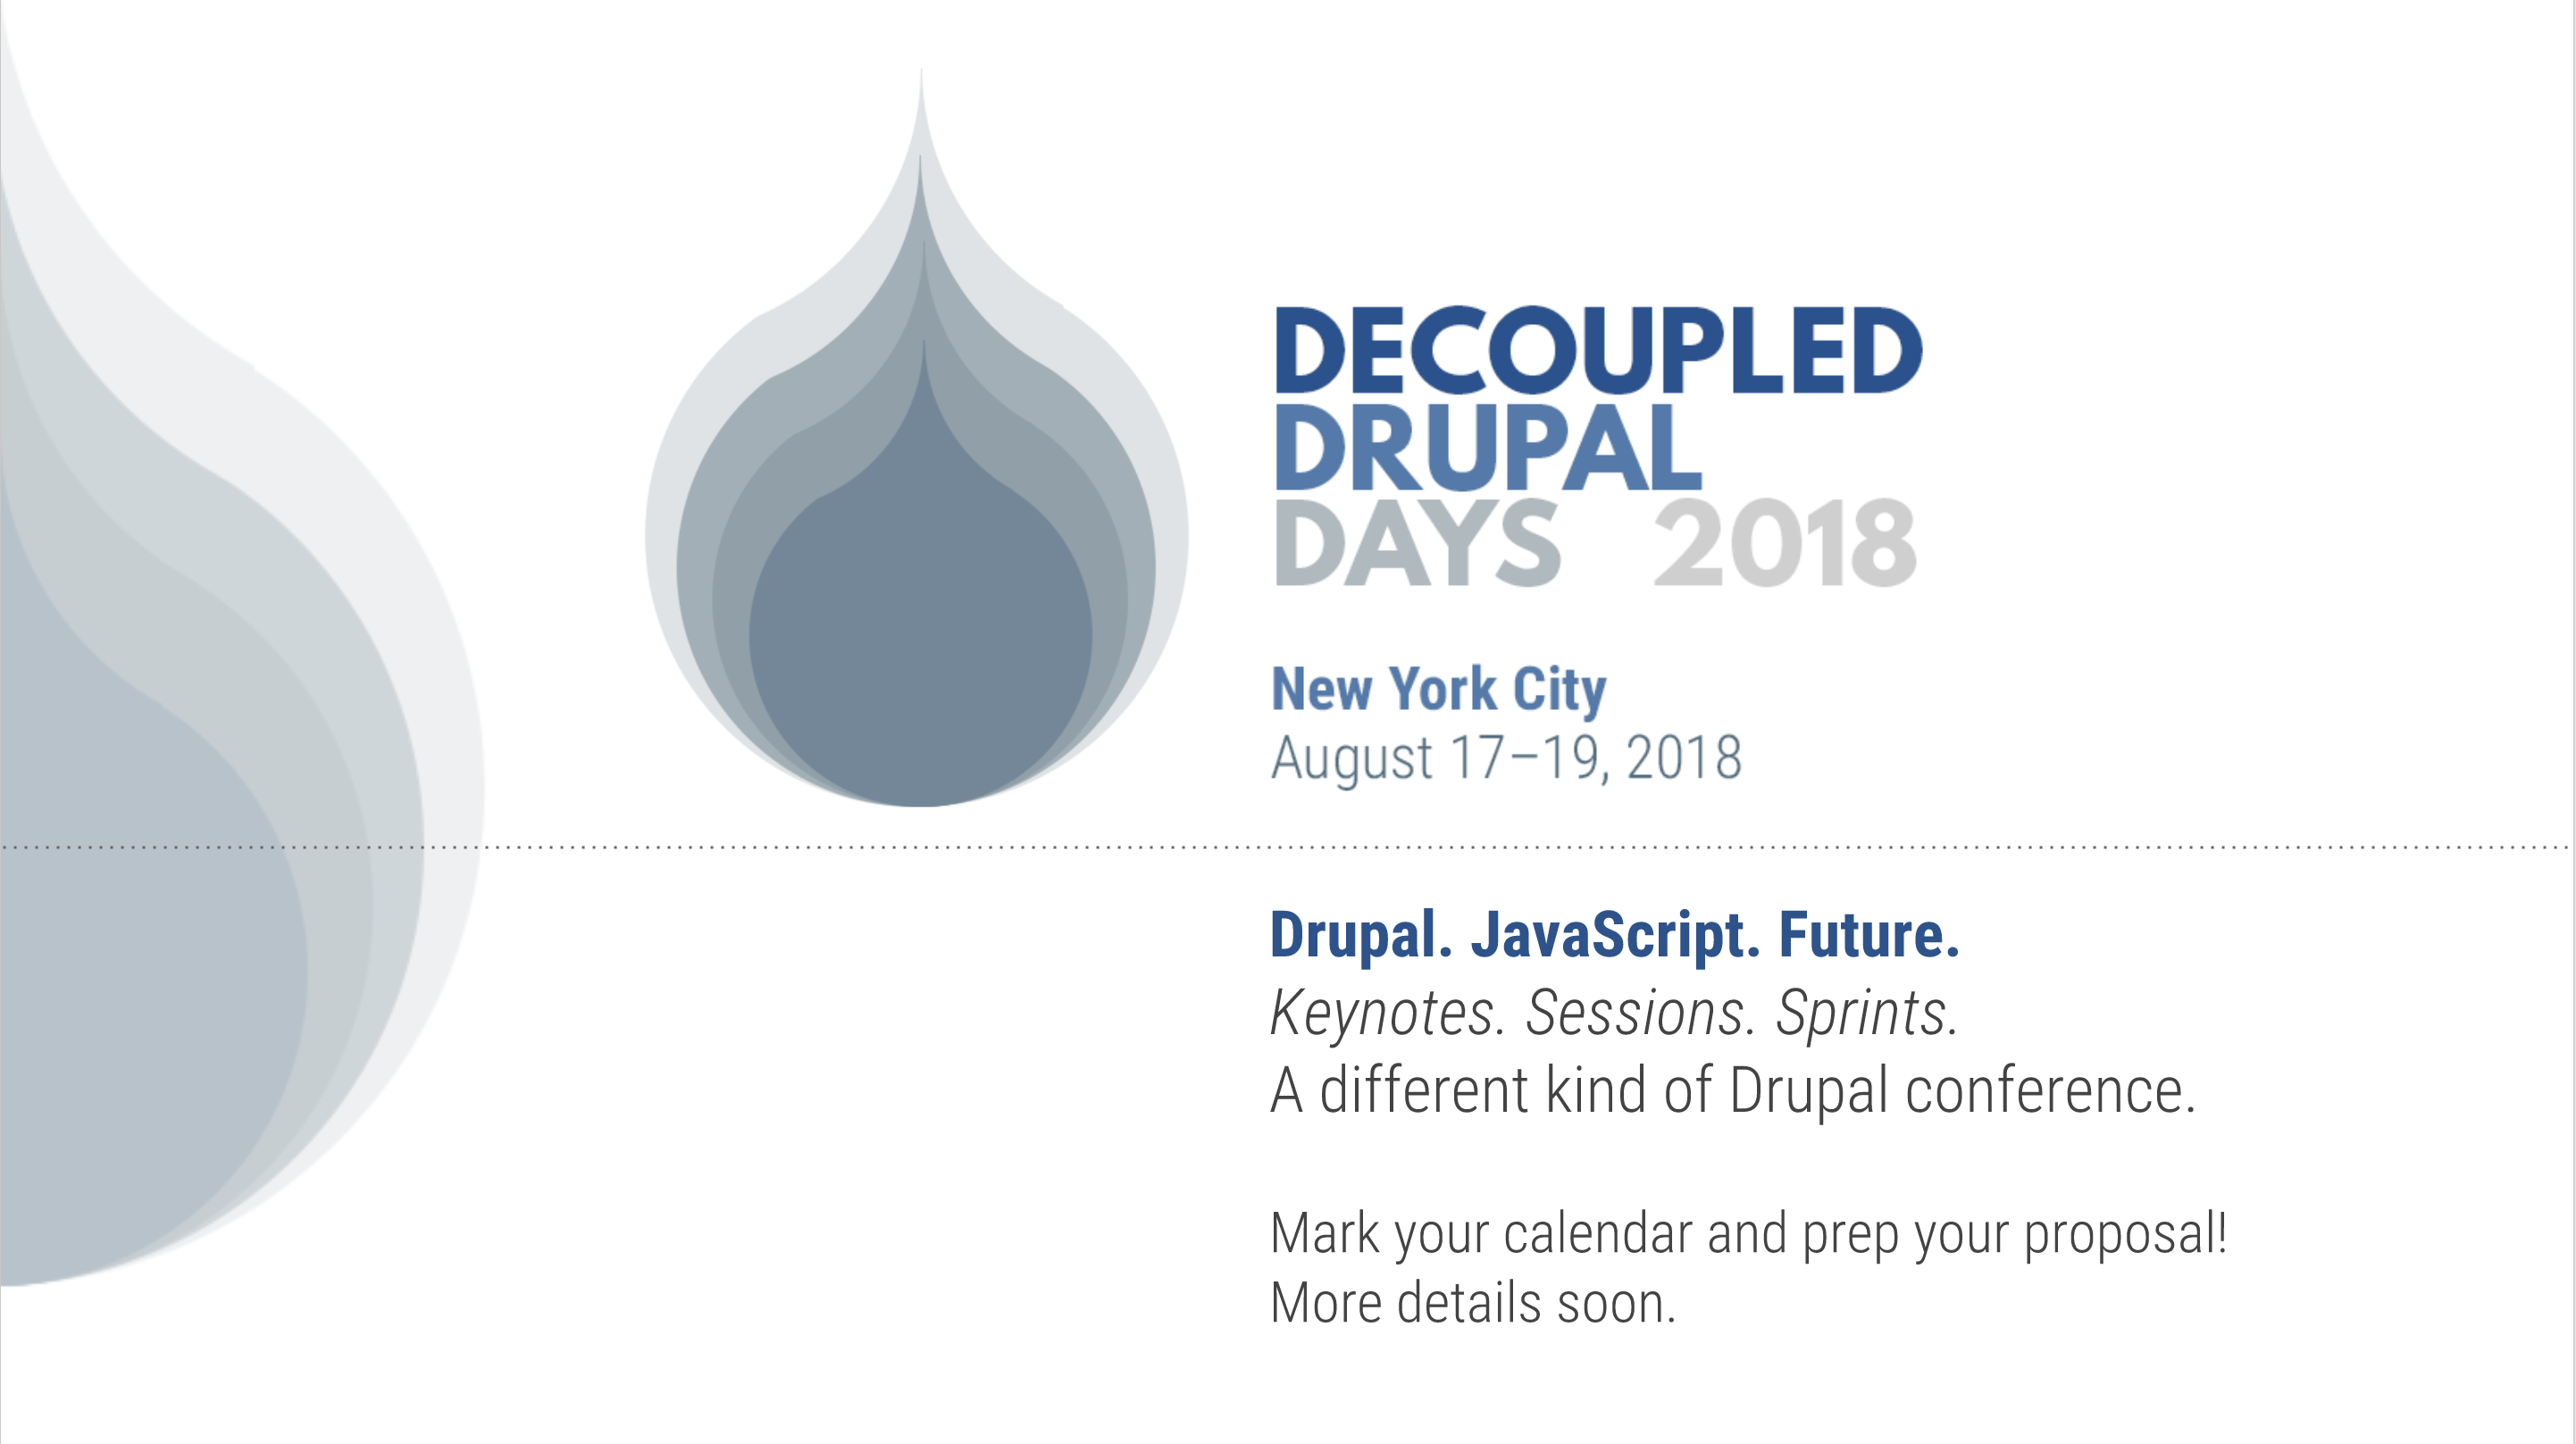 DECOUPLED
DRUPAL
DAYS 2018
New York City
August 17–19, 2018
Drupal. JavaScript. Future.
Keynotes. Sessions. Sprints.
A different kind of Drupal conference.
Mark your calendar and prep your proposal!
More details soon.